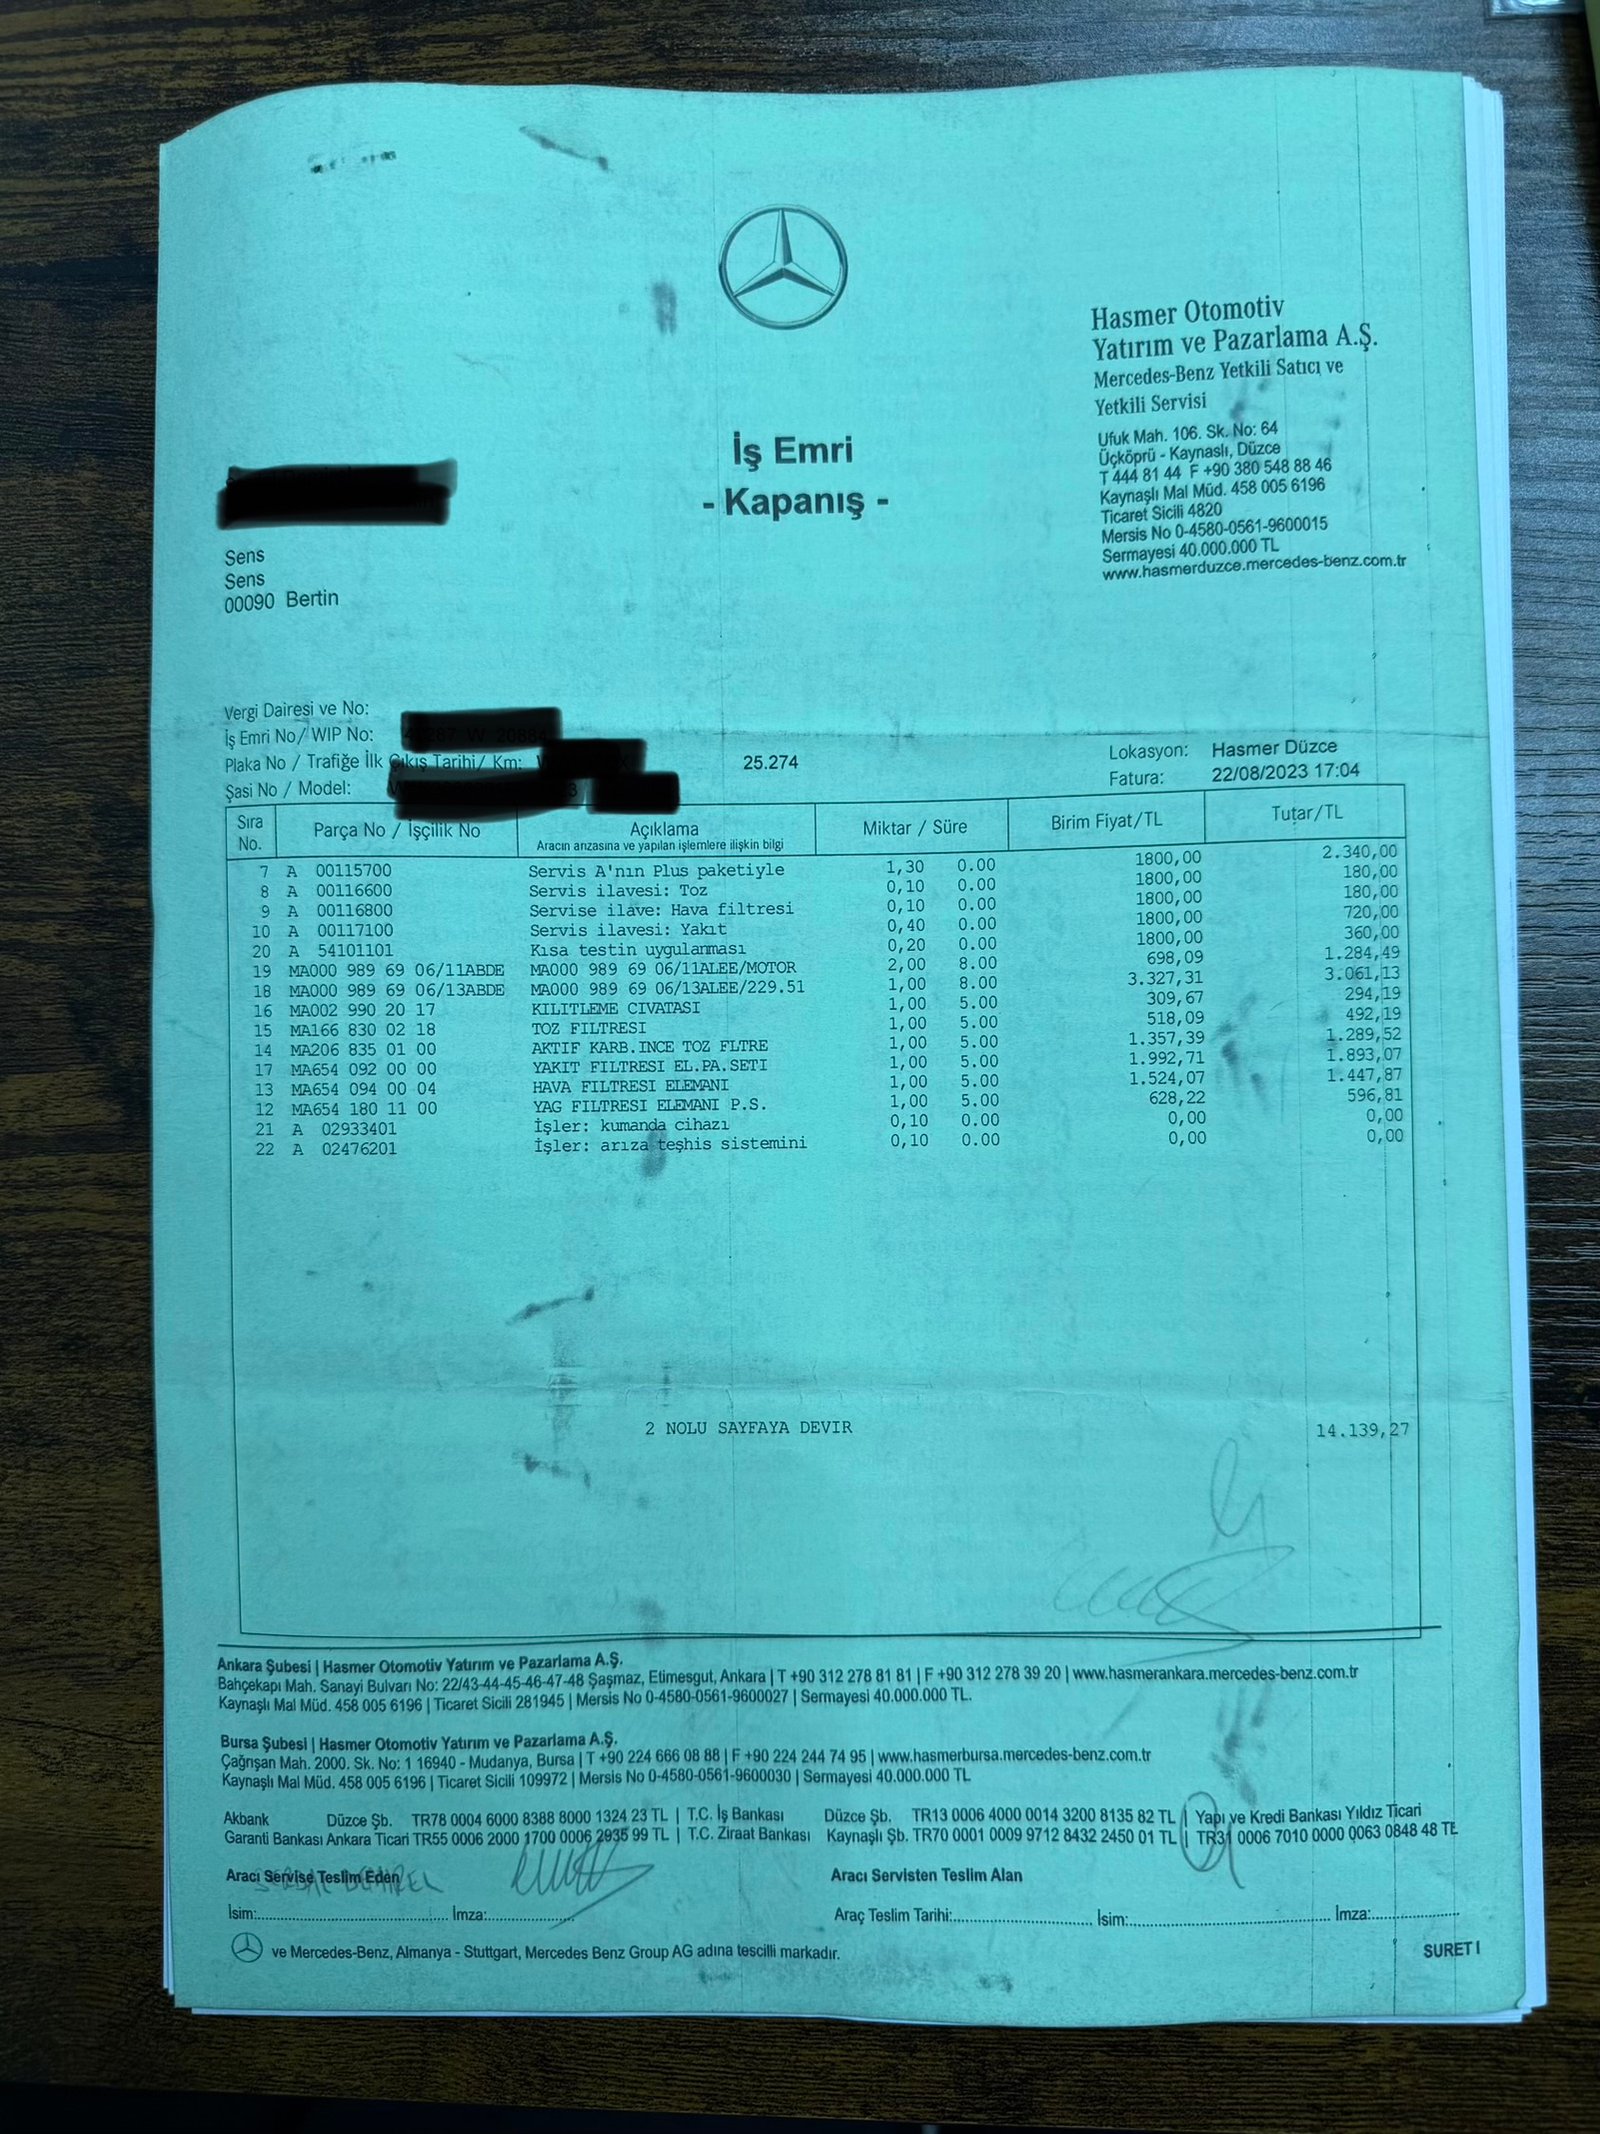 Hasmer Otomotiv
Yatırım ve Pazarlama A.Ş.
Mercedes-Benz Yetkili Satıcı ve
Yetkili Servisi
Ufuk Mah. 106. Sk. No: 64
Üçköprü - Kaynaşlı, Düzce
T 444 81 44 F +90 380 548 88 46
Kaynaşlı Mal Müd. 458 005 6196
Ticaret Sicili 4820
Mersis No 0-4580-0561-9600015
Sermayesi 40.000.000 TL
www.hasmerduzce.mercedes-benz.com.tr
İş Emri
- Kapanış -
Sens
Sens
00090 Bertin
Vergi Dairesi ve No:
İş Emri No/ WIP No:
Plaka No / Trafiğe İlk Çıkış Tarihi/ Km: 25.274
Şasi No / Model:
Lokasyon: Hasmer Düzce
Fatura: 22/08/2023 17:04
Sıra No. Parça No / İşçilik No Açıklama Miktar / Süre Birim Fiyat/TL Tutar/TL
Aracın arızasına ve yapılan işlemlere ilişkin bilgi
7 A 00115700 Servis A'nın Plus paketiyle 1,30 0.00 1800,00 2.340,00
8 A 00116600 Servis ilavesi: Toz 0,10 0.00 1800,00 180,00
9 A 00116800 Servise ilave: Hava filtresi 0,10 0.00 1800,00 180,00
10 A 00117100 Servis ilavesi: Yakıt 0,40 0.00 1800,00 720,00
20 A 54101101 Kısa testin uygulanması 0,20 0.00 1800,00 360,00
19 MA000 989 69 06/11ABDE MA000 989 69 06/11ALEE/MOTOR 2,00 8.00 698,09 1.284,49
18 MA000 989 69 06/13ABDE MA000 989 69 06/13ALEE/229.51 1,00 8.00 3.327,31 3.061,13
16 MA002 990 20 17 KILITLEME CIVATASI 1,00 5.00 309,67 294,19
15 MA166 830 02 18 TOZ FILTRESI 1,00 5.00 518,09 492,19
14 MA206 835 01 00 AKTIF KARB.INCE TOZ FLTRE 1,00 5.00 1.357,39 1.289,52
17 MA654 092 00 00 YAKIT FILTRESI EL.PA.SETI 1,00 5.00 1.992,71 1.893,07
13 MA654 094 00 04 HAVA FILTRESI ELEMANI 1,00 5.00 1.524,07 1.447,87
12 MA654 180 11 00 YAG FILTRESI ELEMANI P.S. 1,00 5.00 628,22 596,81
21 A 02933401 İşler: kumanda cihazı 0,10 0.00 0,00 0,00
22 A 02476201 İşler: arıza teşhis sistemini 0,10 0.00 0,00 0,00
2 NOLU SAYFAYA DEVIR 14.139,27
Ankara Şubesi | Hasmer Otomotiv Yatırım ve Pazarlama A.Ş.
Bahçekapı Mah. Sanayi Bulvarı No: 22/43-44-45-46-47-48 Şaşmaz, Etimesgut, Ankara | T +90 312 278 81 81 | F +90 312 278 39 20 | www.hasmerankara.mercedes-benz.com.tr
Kaynaşlı Mal Müd. 458 005 6196 | Ticaret Sicili 281945 | Mersis No 0-4580-0561-9600027 | Sermayesi 40.000.000 TL.
Bursa Şubesi | Hasmer Otomotiv Yatırım ve Pazarlama A.Ş.
Çağrışan Mah. 2000. Sk. No: 1 16940 - Mudanya, Bursa | T +90 224 666 08 88 | F +90 224 244 74 95 | www.hasmerbursa.mercedes-benz.com.tr
Kaynaşlı Mal Müd. 458 005 6196 | Ticaret Sicili 109972 | Mersis No 0-4580-0561-9600030 | Sermayesi 40.000.000 TL
Akbank Düzce Şb. TR78 0004 6000 8388 8000 1324 23 TL | T.C. İş Bankası Düzce Şb. TR13 0006 4000 0014 3200 8135 82 TL | Yapı ve Kredi Bankası Yıldız Ticari
Garanti Bankası Ankara Ticari TR55 0006 2000 1700 0006 2935 99 TL | T.C. Ziraat Bankası Kaynaşlı Şb. TR70 0001 0009 9712 8432 2450 01 TL | TR31 0006 7010 0000 0063 0848 48 TL
Aracı Servise Teslim Eden Aracı Servisten Teslim Alan
İsim: İmza: Araç Teslim Tarihi: İsim: İmza:
ve Mercedes-Benz, Almanya - Stuttgart, Mercedes Benz Group AG adına tescilli markadır.
SURET I